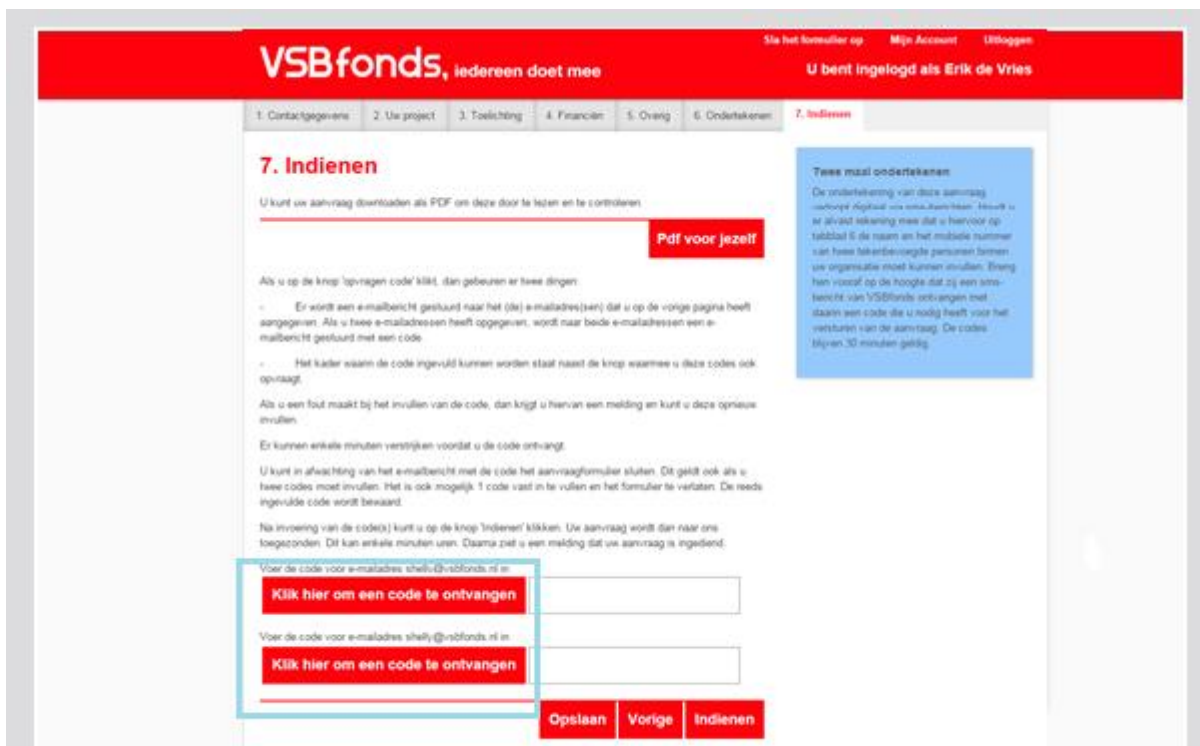 Sla het formulier op Mijn Account Uitloggen
VSBfonds, iedereen doet mee
U bent ingelogd als Erik de Vries
1. Contactgegevens 2. Uw project 3. Toelichting 4. Financiën 5. Overig 6. Ondertekenen 7. Indienen
7. Indienen
U kunt uw aanvraag downloaden als PDF om deze door te lezen en te controleren
Pdf voor jezelf
Als u op de knop 'opvragen code' klikt, dan gebeuren er twee dingen:
- Er wordt een e-mailbericht gestuurd naar het (de) e-mailadres(sen) dat u op de vorige pagina heeft
aangegeven. Als u twee e-mailadressen heeft opgegeven, wordt naar beide e-mailadressen een e-
mailbericht gestuurd met een code.
- Het kader waarin de code ingevuld kunnen worden staat naast de knop waarmee u deze codes ook
opvraagt.
Als u een fout maakt bij het invullen van de code, dan krijgt u hiervan een melding en kunt u deze opnieuw
invullen.
Er kunnen enkele minuten verstrijken voordat u de code ontvangt.
U kunt in afwachting van het e-mailbericht met de code het aanvraagformulier sluiten. Dit geldt ook als u
twee codes moet invullen. Het is ook mogelijk 1 code vast in te vullen en het formulier te verlaten. De reeds
ingevulde code wordt bewaard.
Na invoering van de code(s) kunt u op de knop 'Indienen' klikken. Uw aanvraag wordt dan naar ons
toegezonden. Dit kan enkele minuten uren. Daarna ziet u een melding dat uw aanvraag is ingediend.
Voer de code voor e-mailadres shelly@vsbfonds.nl in
Klik hier om een code te ontvangen
Voer de code voor e-mailadres shelly@vsbfonds.nl in
Klik hier om een code te ontvangen
Opslaan Vorige Indienen
Twee maal ondertekenen
De ondertekening van deze aanvraag
verloopt digitaal via sms-berichten. Houdt u
er alvast rekening mee dat u hiervoor op
tabblad 6 de naam en het mobiele nummer
van twee tekenbevoegde personen binnen
uw organisatie moet kunnen invullen. Breng
hen vooraf op de hoogte dat zij een sms-
bericht van VSBfonds ontvangen met
daarin een code die u nodig heeft voor het
versturen van de aanvraag. De codes
blijven 30 minuten geldig.